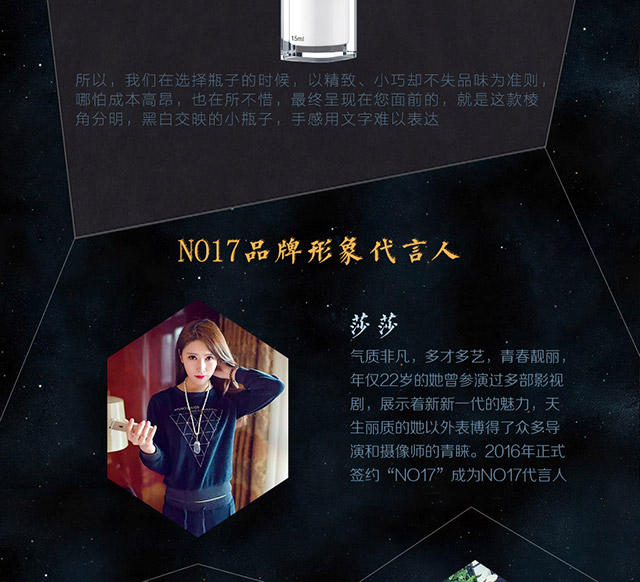 15ml
所以，我们在选择瓶子的时候，以精致、小巧却不失品味为准则，
哪怕成本高昂，也在所不惜，最终呈现在您面前的，就是这款棱
角分明，黑白交映的小瓶子，手感用文字难以表达
NO17品牌形象代言人
莎莎
气质非凡，多才多艺，青春靓丽，
年仅22岁的她曾参演过多部影视
剧，展示着新新一代的魅力，天
生丽质的她以外表博得了众多导
演和摄像师的青睐。2016年正式
签约“NO17”成为NO17代言人